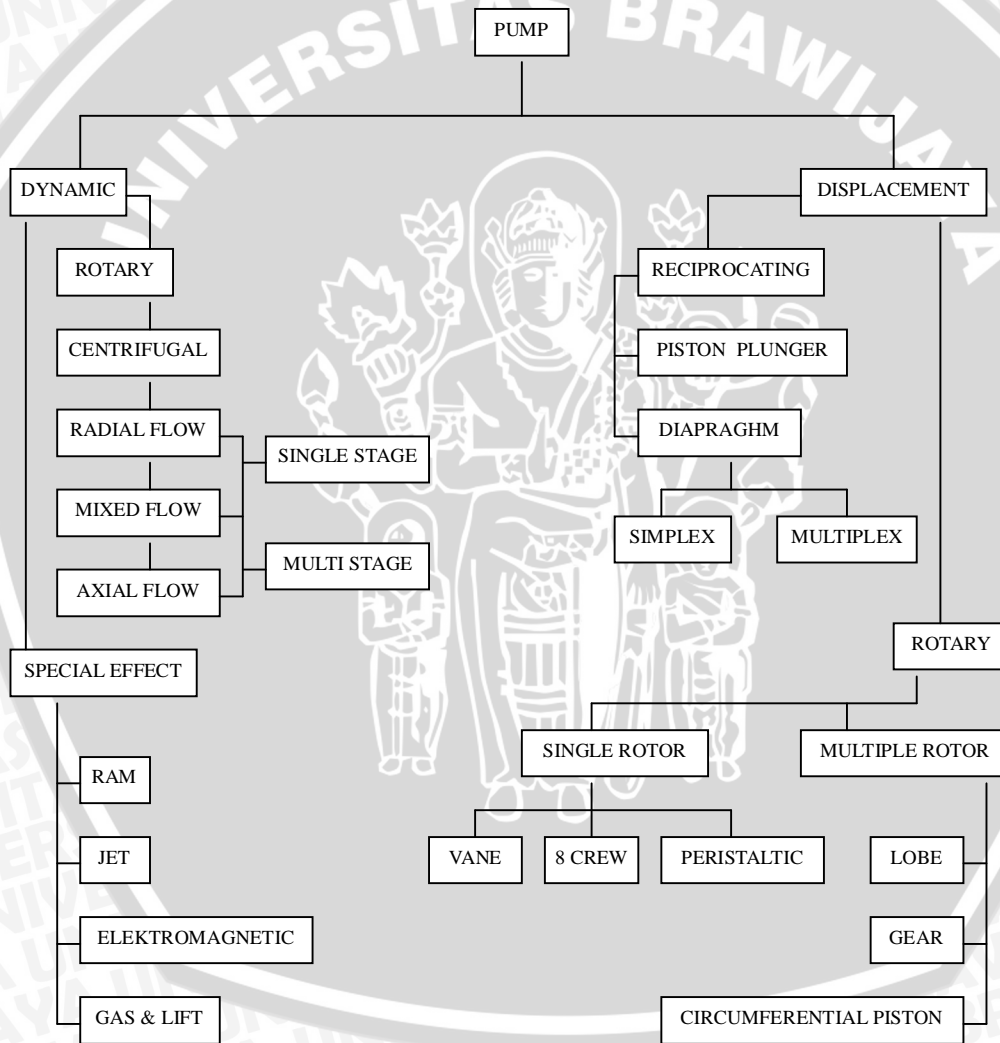 UNIVERSITAS BRAWIJAYA
PUMP
DYNAMIC
DISPLACEMENT
ROTARY
RECIPROCATING
CENTRIFUGAL
PISTON PLUNGER
RADIAL FLOW
SINGLE STAGE
DIAPRAGHM
MIXED FLOW
SIMPLEX
MULTIPLEX
MULTI STAGE
AXIAL FLOW
ROTARY
SPECIAL EFFECT
SINGLE ROTOR
MULTIPLE ROTOR
RAM
JET
VANE
8 CREW
PERISTALTIC
LOBE
ELEKTROMAGNETIC
GEAR
GAS & LIFT
CIRCUMFERENTIAL PISTON